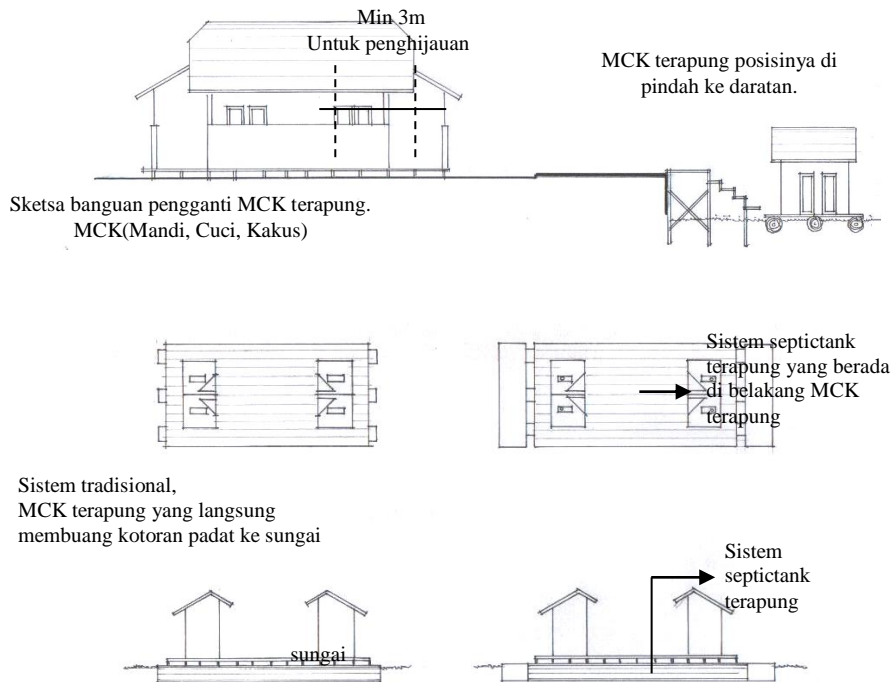 Min 3m
Untuk penghijauan
MCK terapung posisinya di
pindah ke daratan.
Sketsa banguan pengganti MCK terapung.
MCK(Mandi, Cuci, Kakus)
Sistem septictank
terapung yang berada
di belakang MCK
terapung
Sistem tradisional,
MCK terapung yang langsung
membuang kotoran padat ke sungai
Sistem
septictank
terapung
sungai